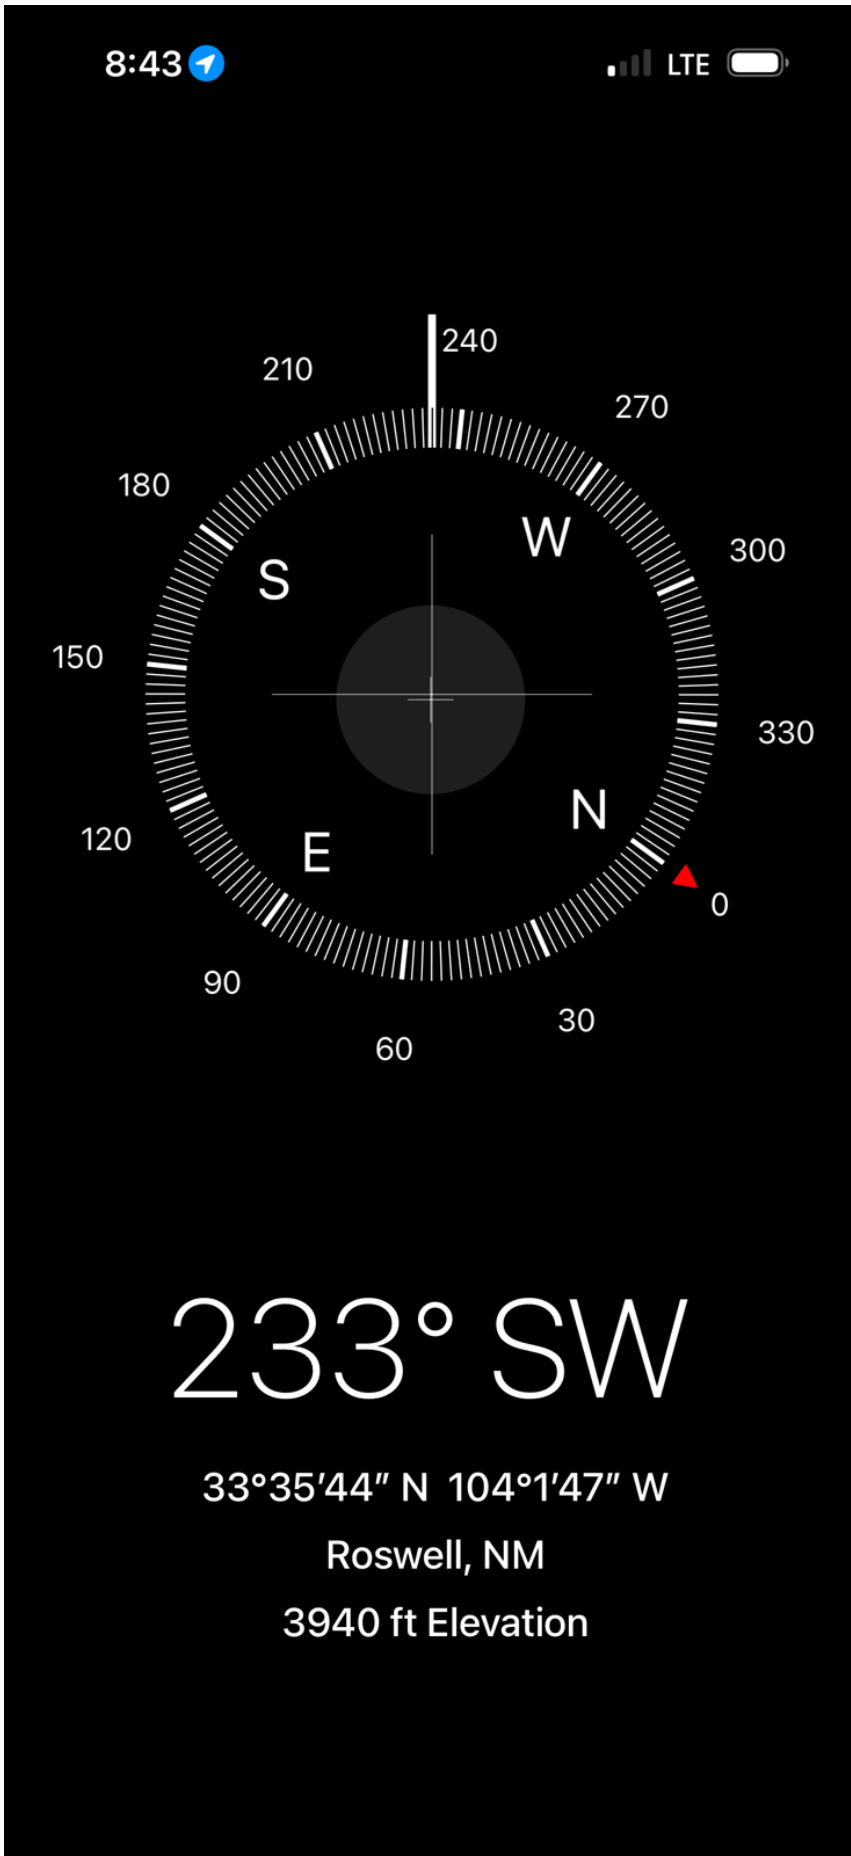 8:43 LTE
240
210
270
180
W
300
S
150
330
N
120
E
0
90
30
60
233° SW
33°35′44″ N 104°1′47″ W
Roswell, NM
3940 ft Elevation